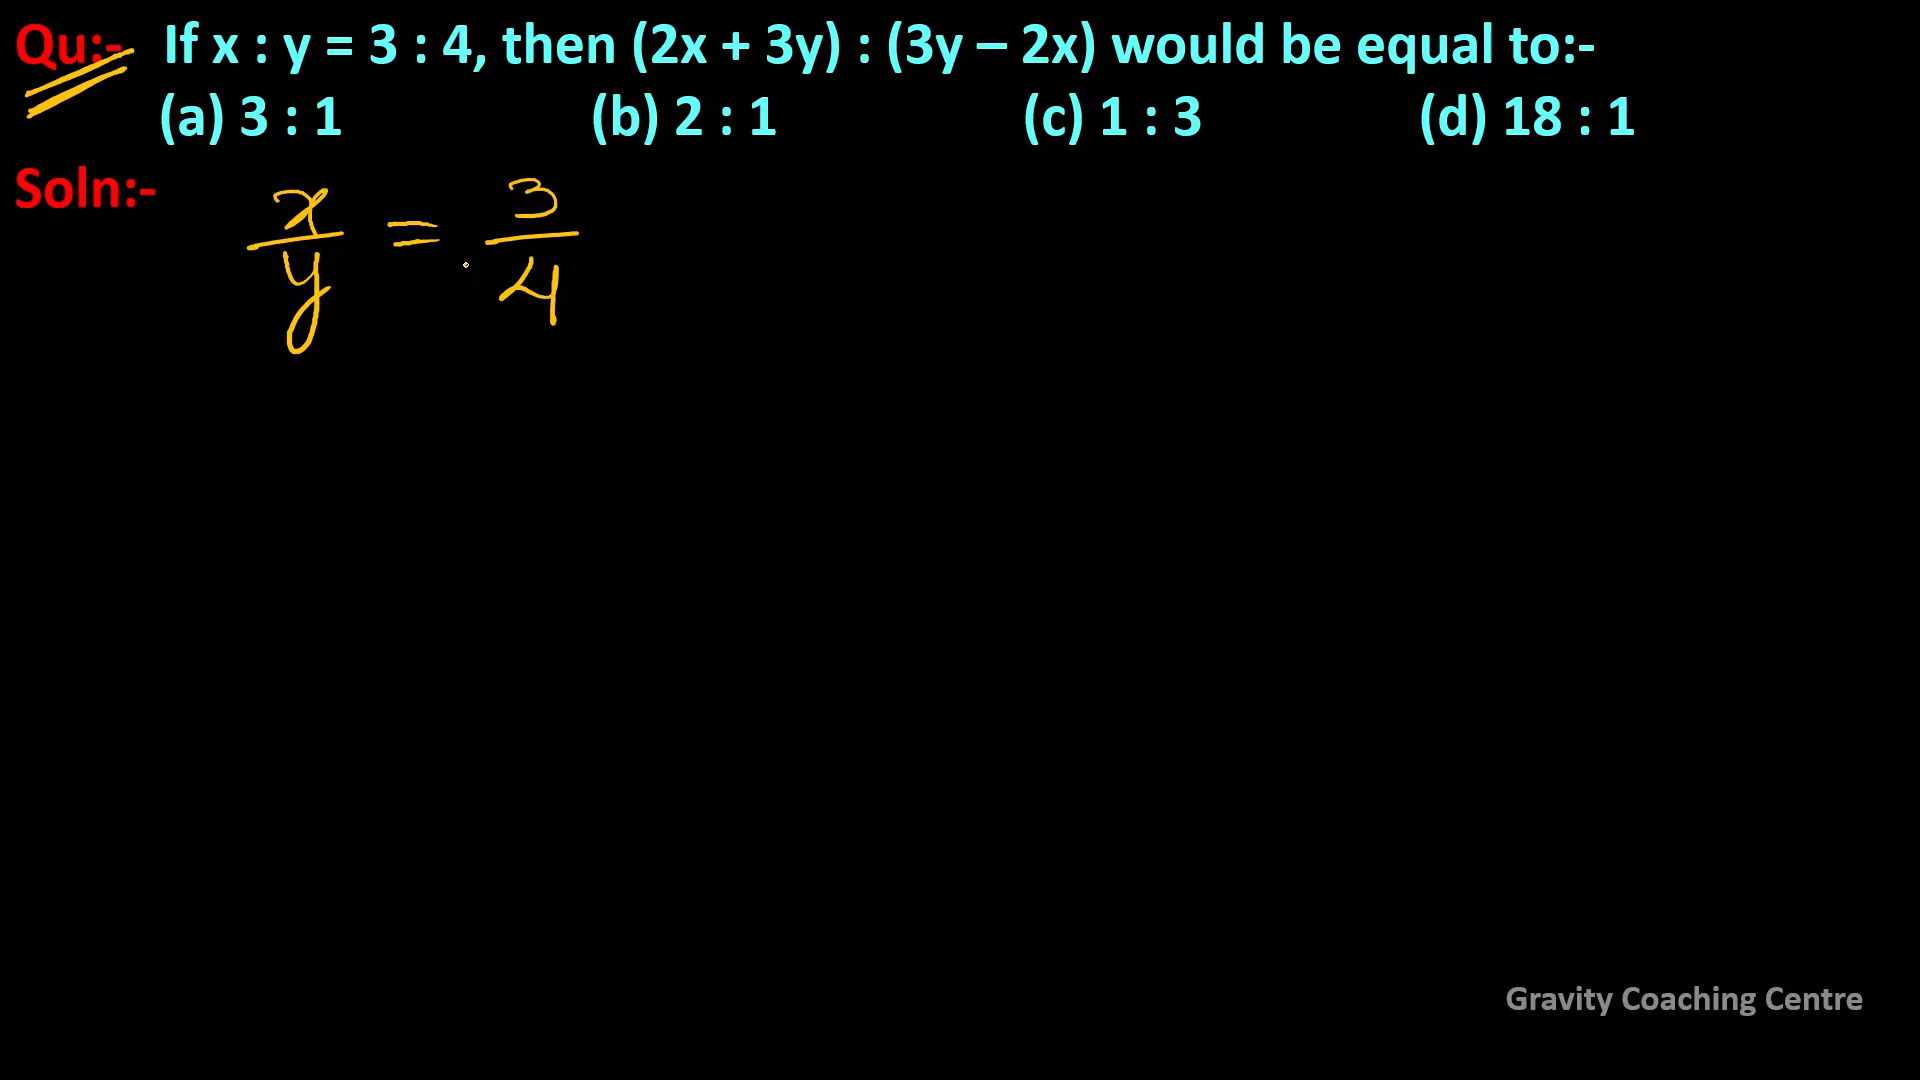 Qu:- If x : y = 3 : 4, then (2x + 3y) : (3y – 2x) would be equal to:-
(a) 3 : 1 (b) 2 : 1 (c) 1 : 3 (d) 18 : 1
Soln:-
x/y = 3/4
Gravity Coaching Centre